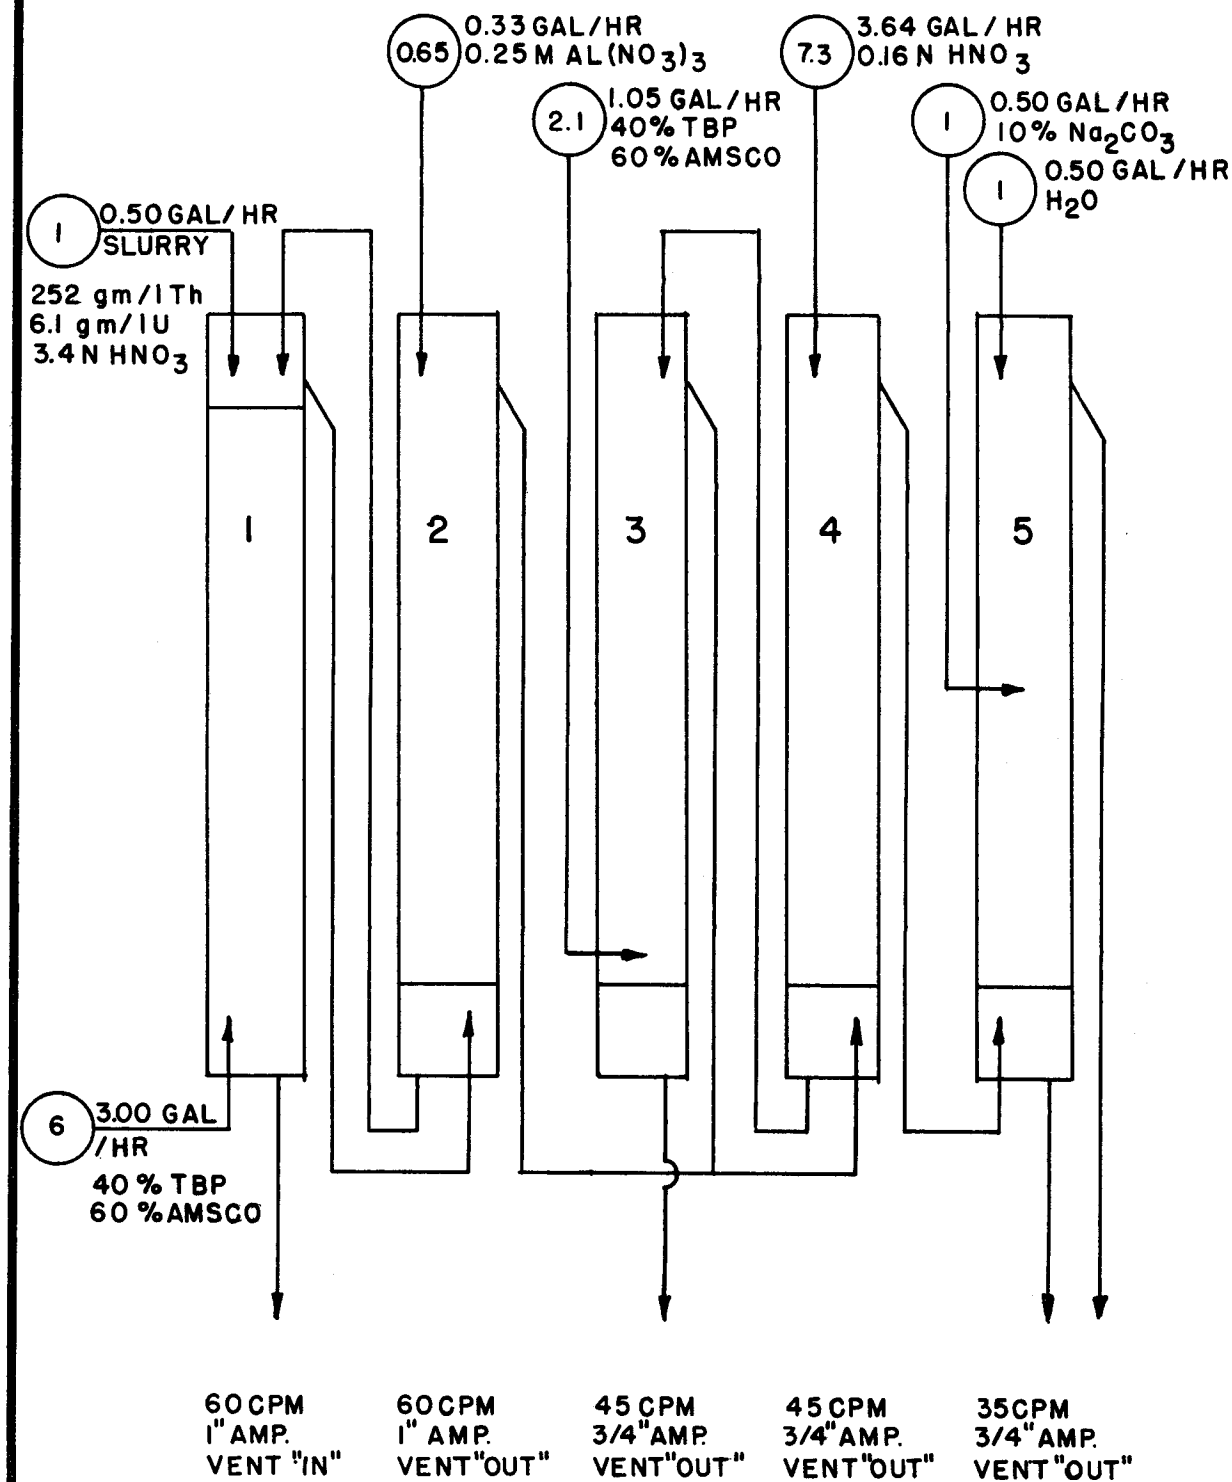 0.65
0.33 GAL/HR
0.25 M AL(NO3)3
7.3
3.64 GAL/HR
0.16 N HNO3
2.1
1.05 GAL/HR
40% TBP
60% AMSCO
1
0.50 GAL/HR
10% Na2CO3
1
0.50 GAL/HR
H2O
1
0.50 GAL/HR
SLURRY
252 gm/l Th
6.1 gm/l U
3.4 N HNO3
1
2
3
4
5
6
3.00 GAL
/HR
40% TBP
60% AMSCO
60 CPM
1" AMP.
VENT "IN"
60 CPM
1" AMP.
VENT "OUT"
45 CPM
3/4" AMP.
VENT "OUT"
45 CPM
3/4" AMP.
VENT "OUT"
35 CPM
3/4" AMP.
VENT "OUT"